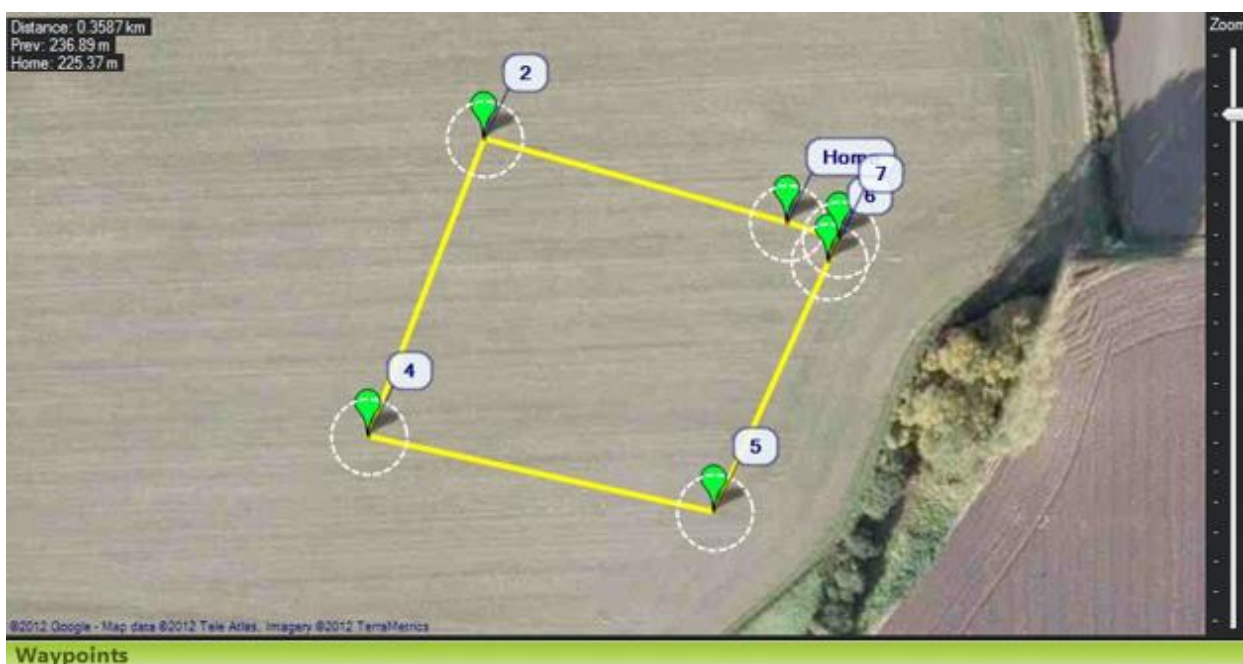 Distance: 0.3587 km
Prev: 236.89 m
Home: 225.37 m
Zoom
2
Home
7
6
4
5
©2012 Google - Map data ©2012 Tele Atlas, Imagery ©2012 TerraMetrics
Waypoints